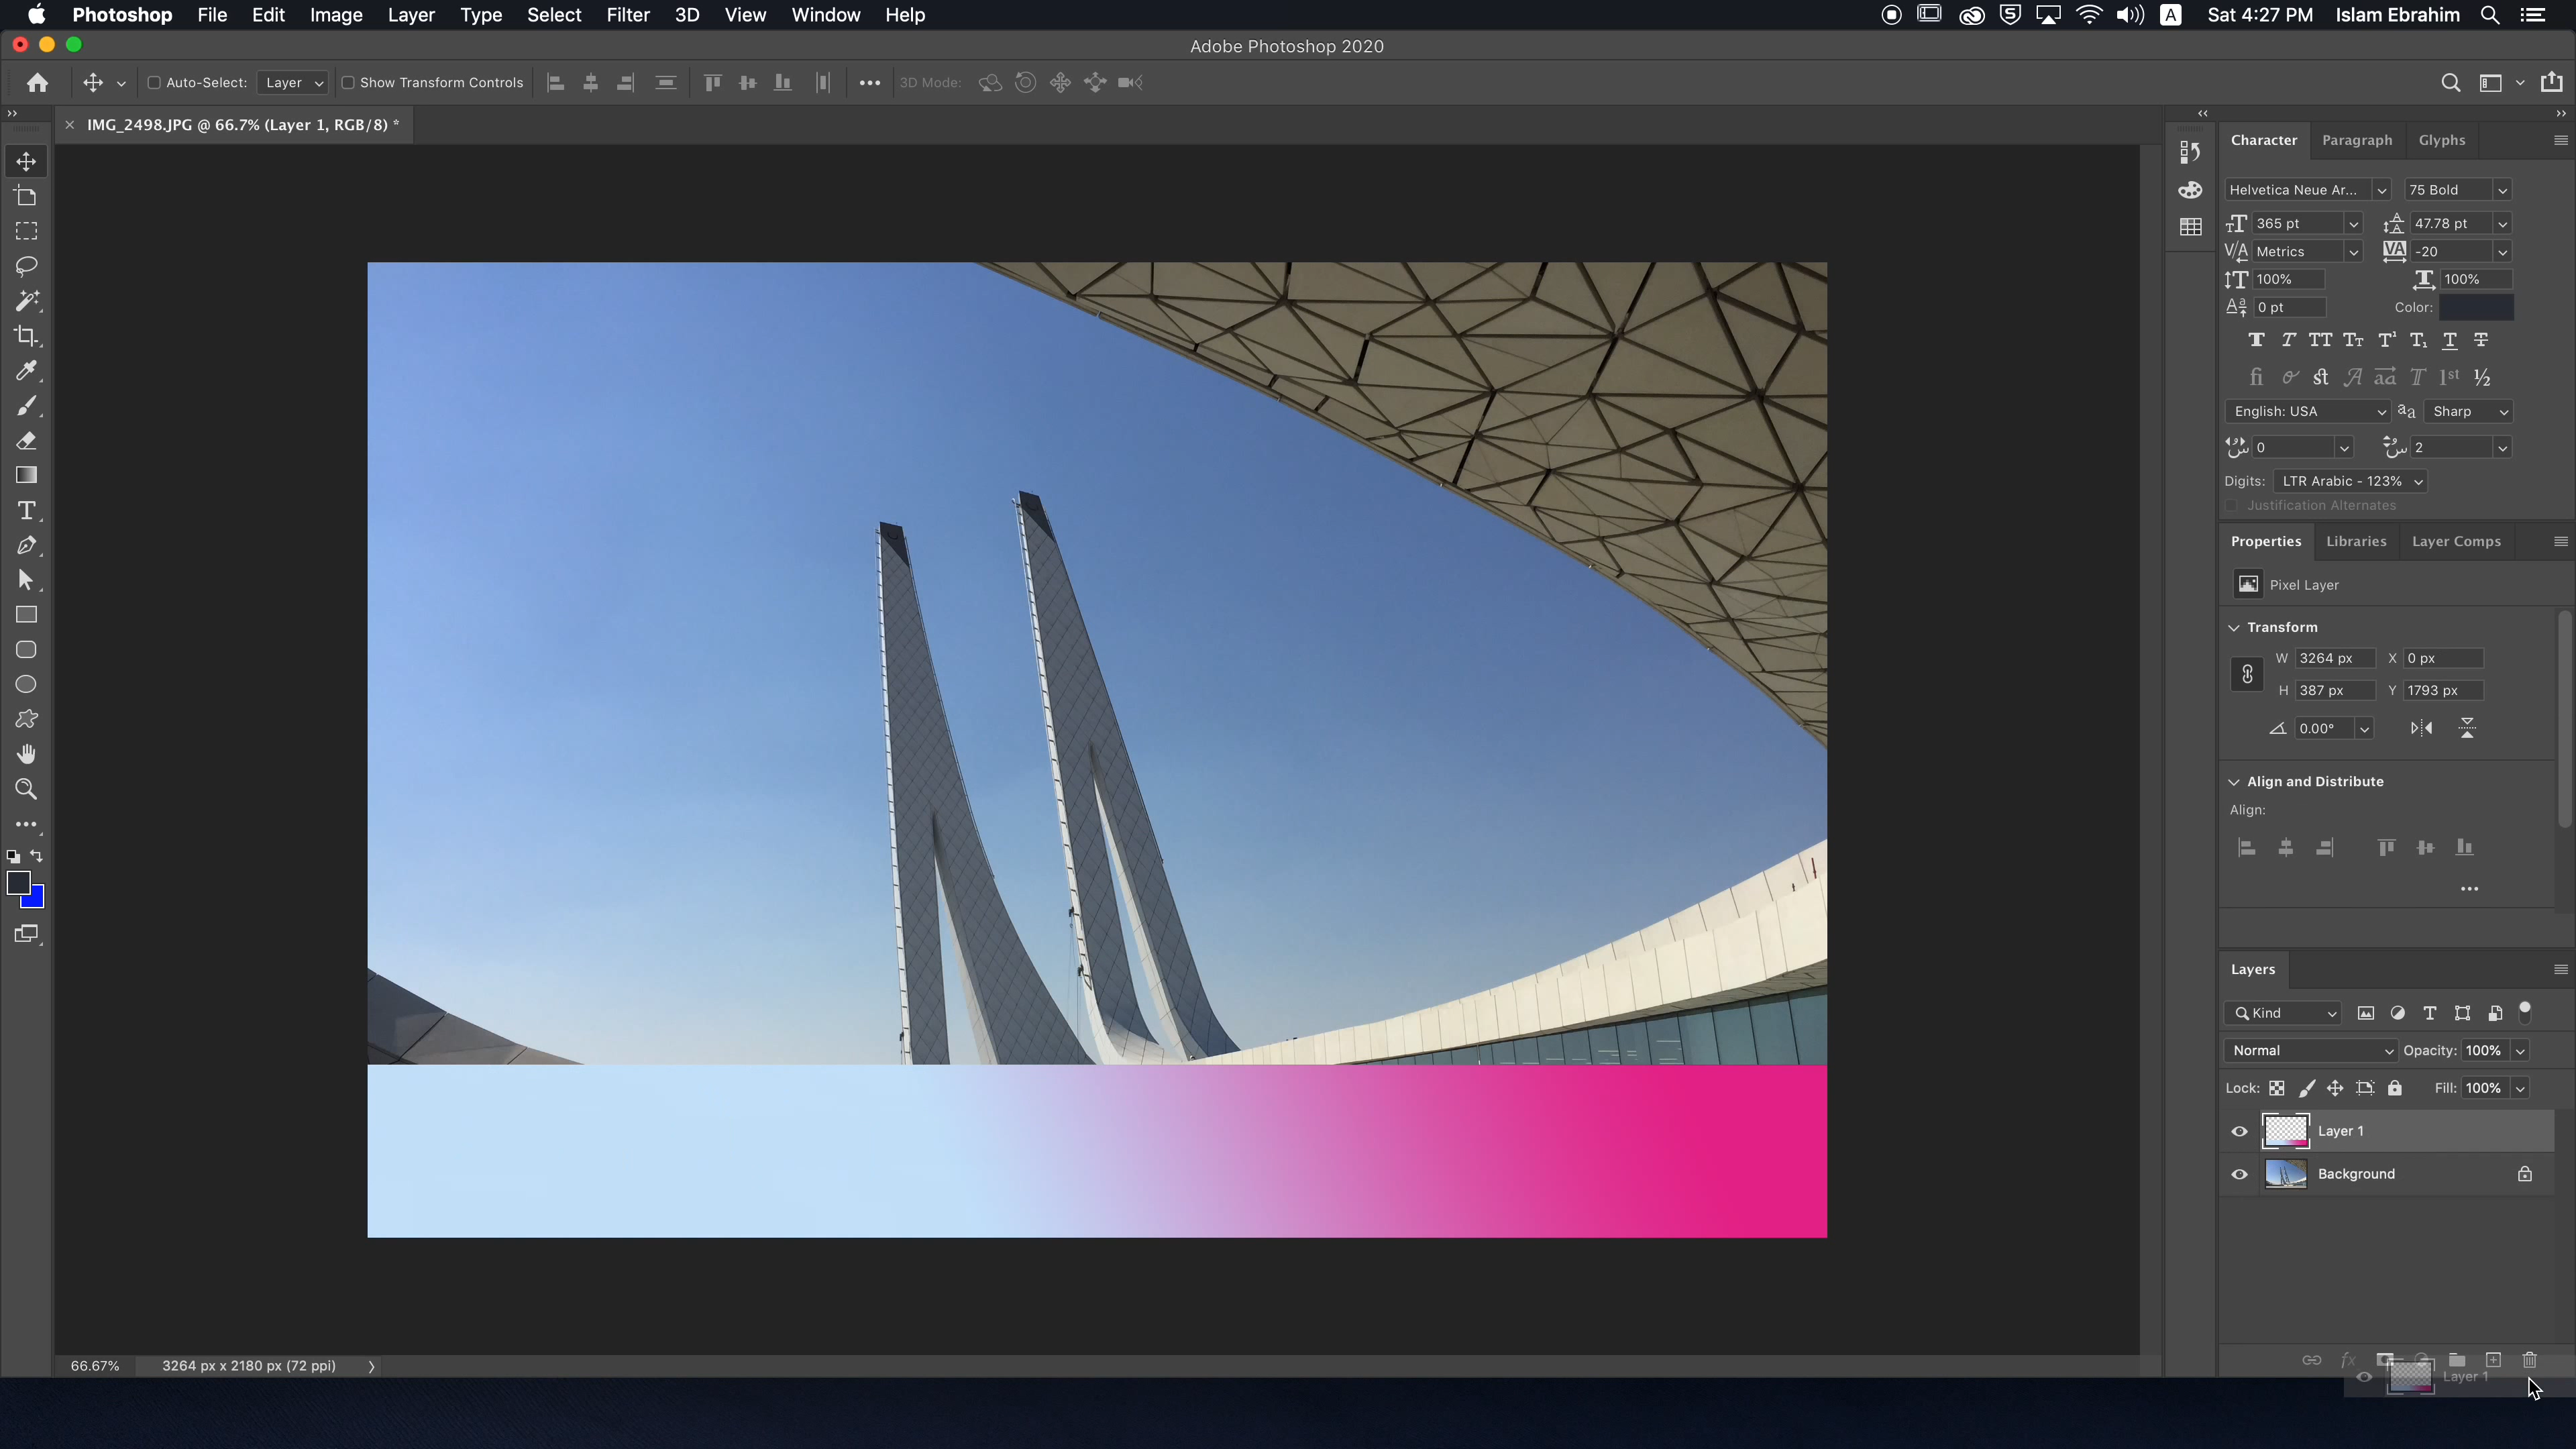 Photoshop File Edit Image Layer Type Select Filter 3D View Window Help A Sat 4:27 PM Islam Ebrahim
Adobe Photoshop 2020
Auto-Select: Layer Show Transform Controls 3D Mode:
IMG_2498.JPG @ 66.7% (Layer 1, RGB/8) *
Character Paragraph Glyphs
Helvetica Neue Ar... 75 Bold
365 pt 47.78 pt
Metrics -20
100% 100%
0 pt Color:
English: USA Sharp
0 2
Digits: LTR Arabic - 123%
Justification Alternates
Properties Libraries Layer Comps
Pixel Layer
Transform
W 3264 px X 0 px
H 387 px Y 1793 px
0.00°
Align and Distribute
Align:
Layers
Kind
Normal Opacity: 100%
Lock: Fill: 100%
Layer 1
Background
fx
Layer 1
66.67% 3264 px x 2180 px (72 ppi)